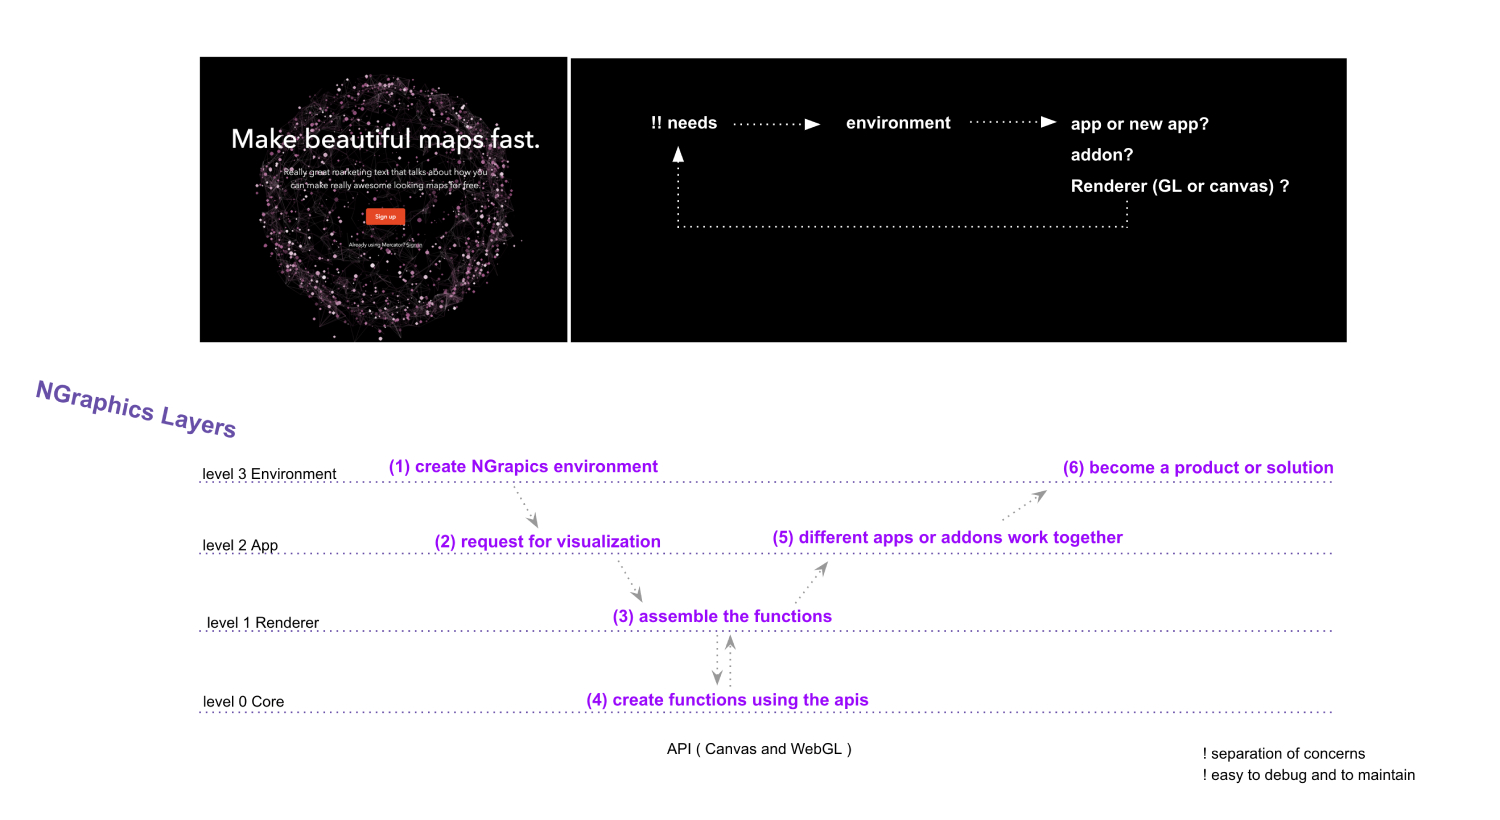 Make beautiful maps fast.
Really great marketing text that talks about how you
can make really awesome looking maps for free.
Sign up
Already using Mercator? Sign in
!! needs
environment
app or new app?
addon?
Renderer (GL or canvas) ?
NGraphics Layers
level 3 Environment
(1) create NGrapics environment
(6) become a product or solution
level 2 App
(2) request for visualization
(5) different apps or addons work together
level 1 Renderer
(3) assemble the functions
level 0 Core
(4) create functions using the apis
API ( Canvas and WebGL )
! separation of concerns
! easy to debug and to maintain